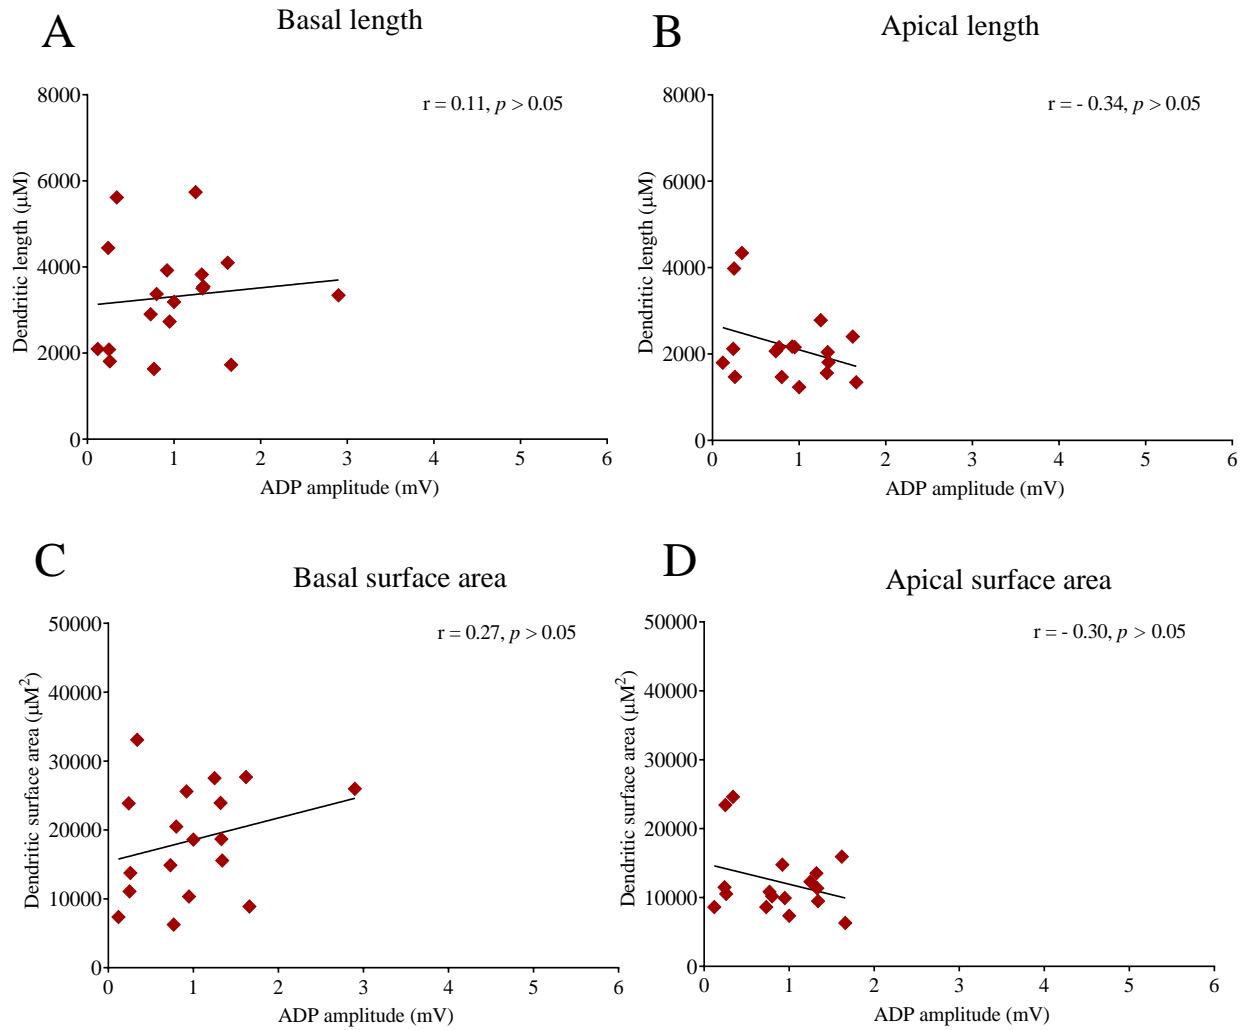 A
Basal length
r = 0.11, p > 0.05
8000
6000
4000
2000
0
Dendritic length (μM)
0 1 2 3 4 5 6
ADP amplitude (mV)
B
Apical length
r = - 0.34, p > 0.05
8000
6000
4000
2000
0
Dendritic length (μM)
0 1 2 3 4 5 6
ADP amplitude (mV)
C
Basal surface area
r = 0.27, p > 0.05
50000
40000
30000
20000
10000
0
Dendritic surface area (μM²)
0 1 2 3 4 5 6
ADP amplitude (mV)
D
Apical surface area
r = - 0.30, p > 0.05
50000
40000
30000
20000
10000
0
Dendritic surface area (μM²)
0 1 2 3 4 5 6
ADP amplitude (mV)